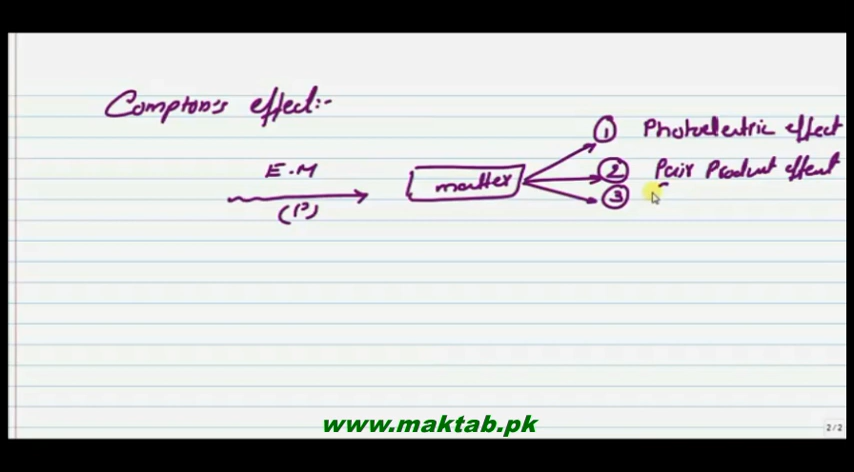 Compton's effect:-
E.M
(P)
matter
1 Photoelectric effect
2 Pair Product effect
3
www.maktab.pk
2/2